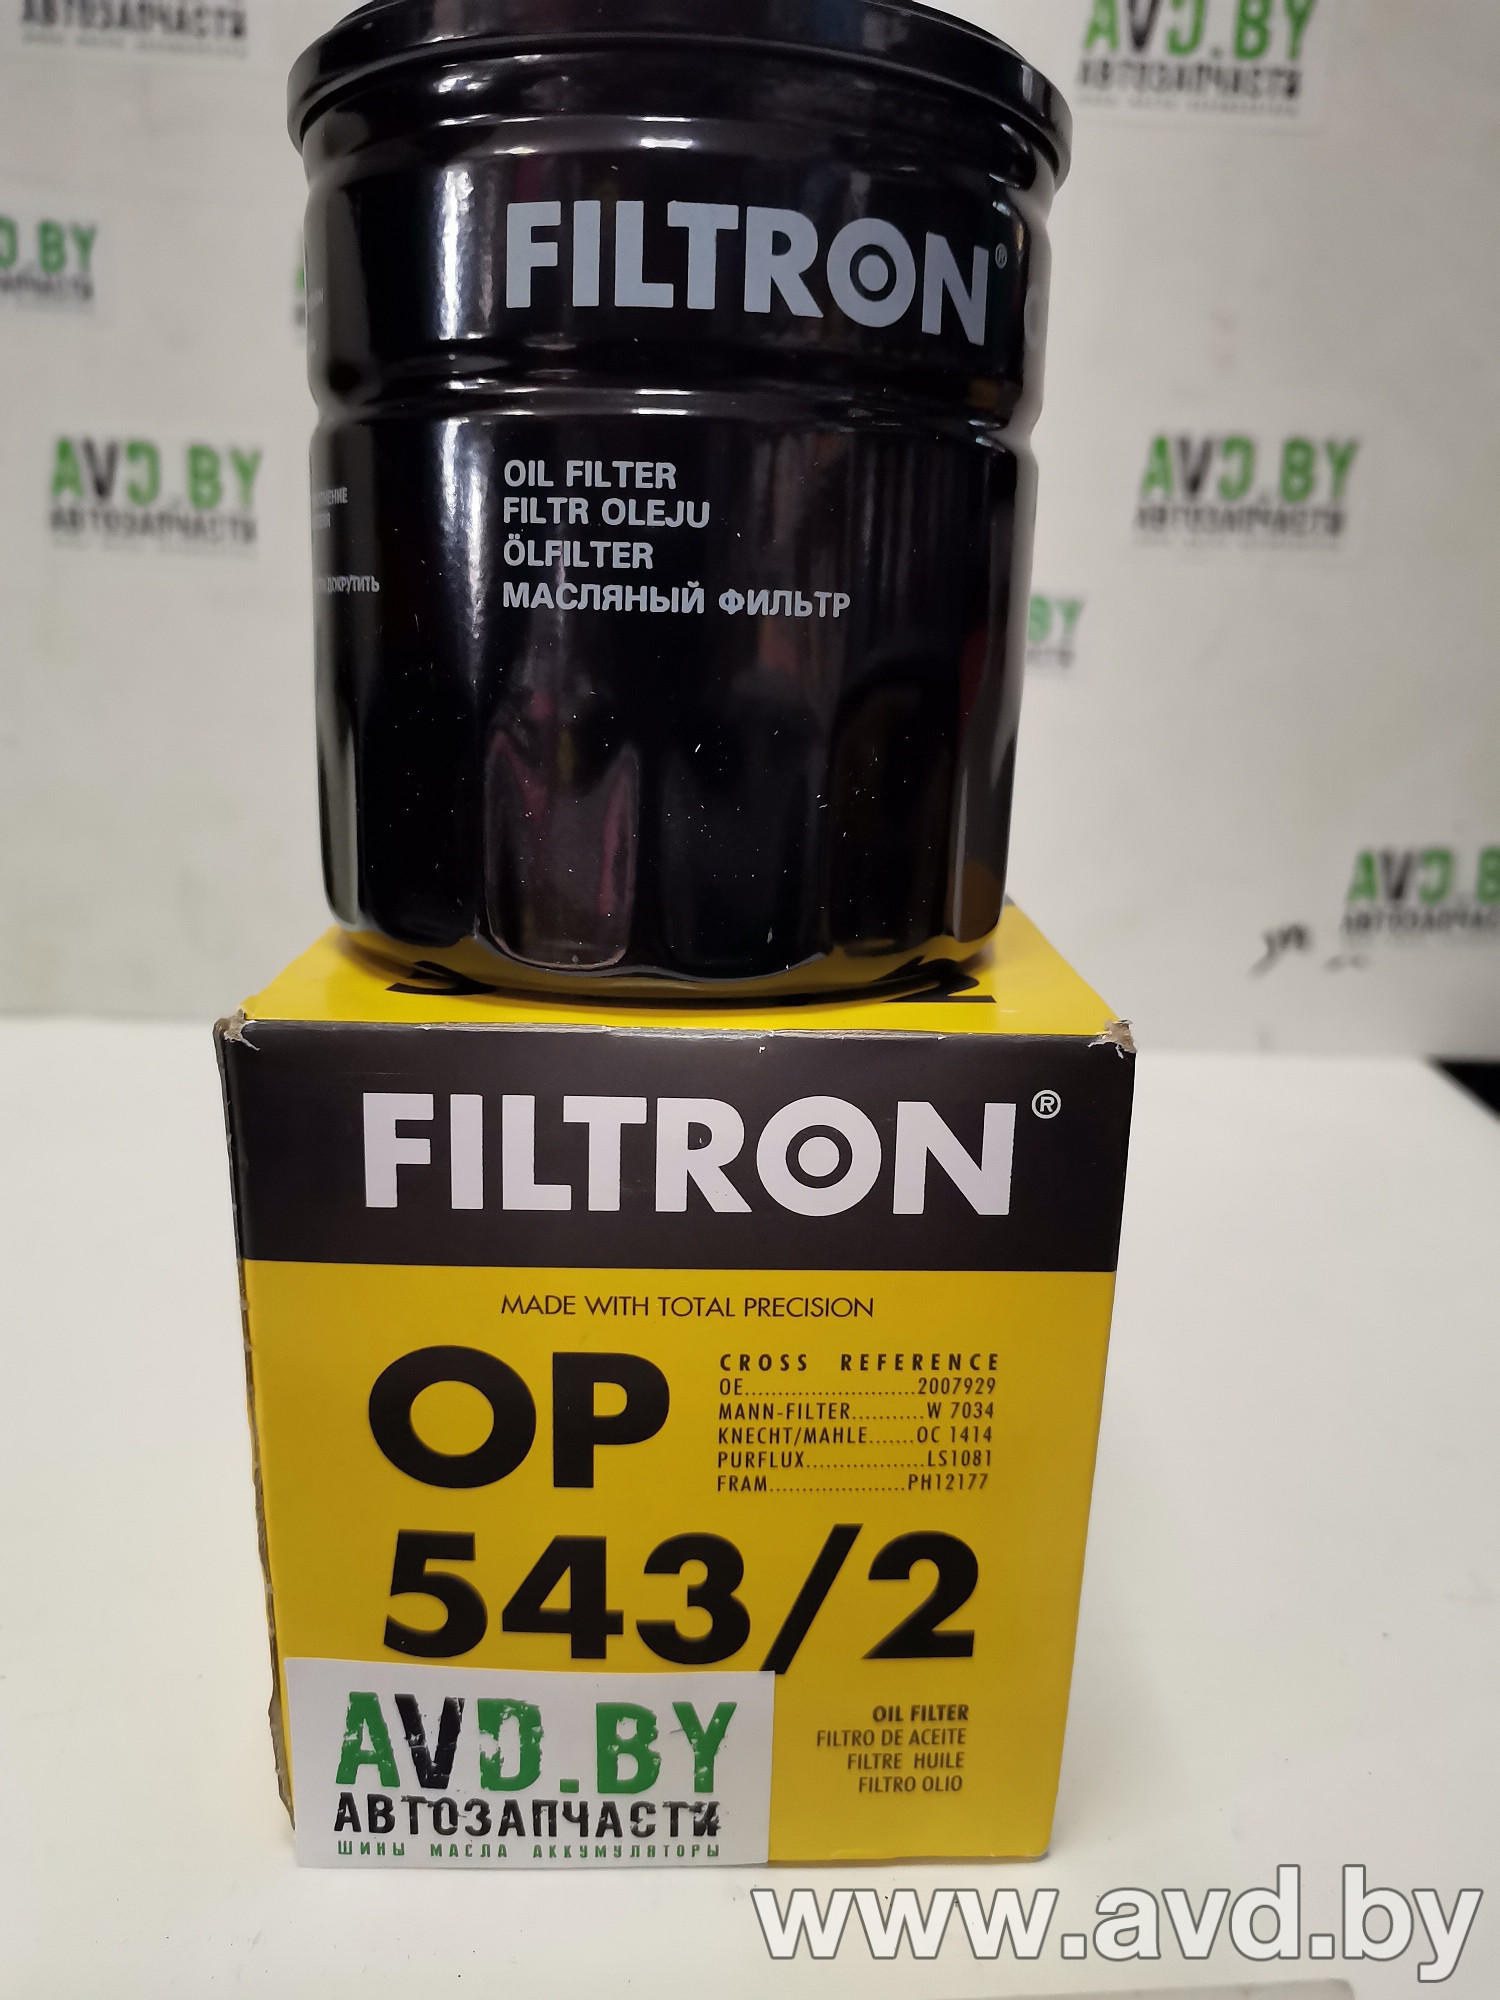 АВТОЗАПЧАСТИ
AVD.BY
АВТОЗАПЧАСТИ
D.BY
FILTRON®
AVD.BY
АВТОЗАПЧАСТИ
AVD.BY
АВТОЗАПЧАСТИ
OIL FILTER
FILTR OLEJU
ÖLFILTER
МАСЛЯНЫЙ ФИЛЬТР
ДОКРУТИТЬ
BY
AVD.B
АВТОЗАПЧАСТ
FILTRON®
MADE WITH TOTAL PRECISION
OP
543/2
CROSS REFERENCE
OE.........................2007929
MANN-FILTER...........W 7034
KNECHT/MAHLE.......OC 1414
PURFLUX..................LS1081
FRAM.....................PH12177
OIL FILTER
FILTRO DE ACEITE
FILTRE HUILE
FILTRO OLIO
AVD.BY
АВТОЗАПЧАСТИ
ШИНЫ МАСЛА АККУМУЛЯТОРЫ
www.avd.by